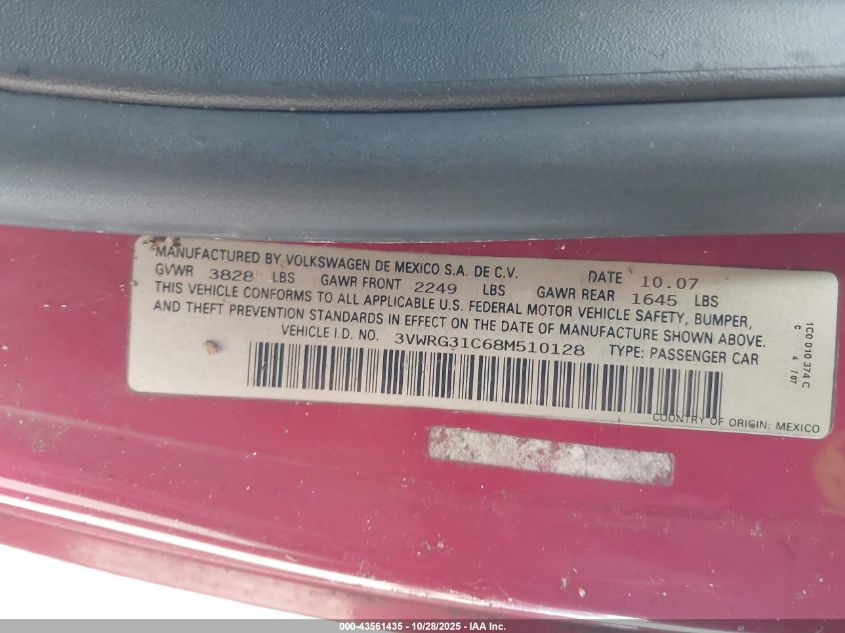 MANUFACTURED BY VOLKSWAGEN DE MEXICO S.A. DE C.V. DATE 10.07
GVWR 3828 LBS GAWR FRONT 2249 LBS GAWR REAR 1645 LBS
THIS VEHICLE CONFORMS TO ALL APPLICABLE U.S. FEDERAL MOTOR VEHICLE SAFETY, BUMPER,
AND THEFT PREVENTION STANDARDS IN EFFECT ON THE DATE OF MANUFACTURE SHOWN ABOVE.
VEHICLE I.D. NO. 3VWRG31C68M510128 TYPE: PASSENGER CAR
COUNTRY OF ORIGIN: MEXICO
1C0 010 374 C
C 4 / 07
000-43561435 - 10/28/2025 - IAA Inc.